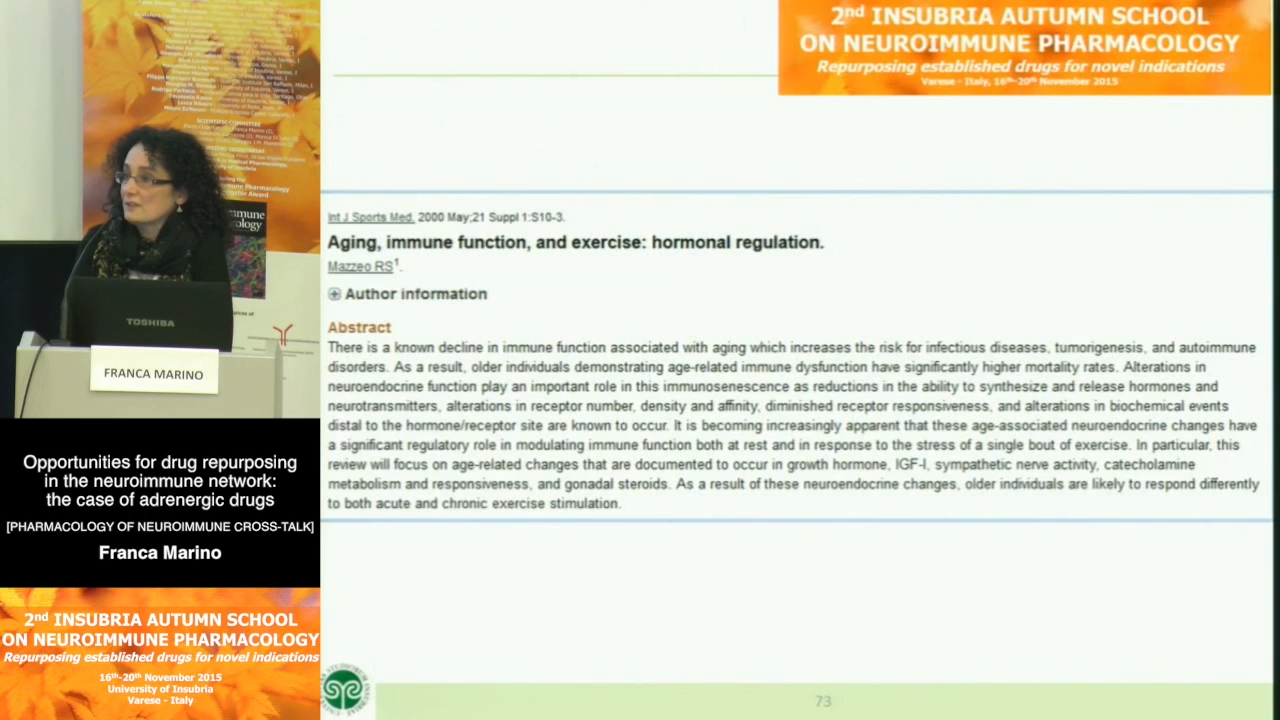 SCIENTIFIC COMMITTEE
TOSHIBA
FRANCA MARINO
Opportunities for drug repurposing
in the neuroimmune network:
the case of adrenergic drugs
[PHARMACOLOGY OF NEUROIMMUNE CROSS-TALK]
Franca Marino
2nd INSUBRIA AUTUMN SCHOOL
ON NEUROIMMUNE PHARMACOLOGY
Repurposing established drugs for novel indications
16th-20th November 2015
University of Insubria
Varese - Italy
2nd INSUBRIA AUTUMN SCHOOL
ON NEUROIMMUNE PHARMACOLOGY
Repurposing established drugs for novel indications
Varese - Italy, 16th-20th November 2015
Int J Sports Med. 2000 May;21 Suppl 1:S10-3.
Aging, immune function, and exercise: hormonal regulation.
Mazzeo RS1.
Author information
Abstract
There is a known decline in immune function associated with aging which increases the risk for infectious diseases, tumorigenesis, and autoimmune
disorders. As a result, older individuals demonstrating age-related immune dysfunction have significantly higher mortality rates. Alterations in
neuroendocrine function play an important role in this immunosenescence as reductions in the ability to synthesize and release hormones and
neurotransmitters, alterations in receptor number, density and affinity, diminished receptor responsiveness, and alterations in biochemical events
distal to the hormone/receptor site are known to occur. It is becoming increasingly apparent that these age-associated neuroendocrine changes have
a significant regulatory role in modulating immune function both at rest and in response to the stress of a single bout of exercise. In particular, this
review will focus on age-related changes that are documented to occur in growth hormone, IGF-I, sympathetic nerve activity, catecholamine
metabolism and responsiveness, and gonadal steroids. As a result of these neuroendocrine changes, older individuals are likely to respond differently
to both acute and chronic exercise stimulation.
73